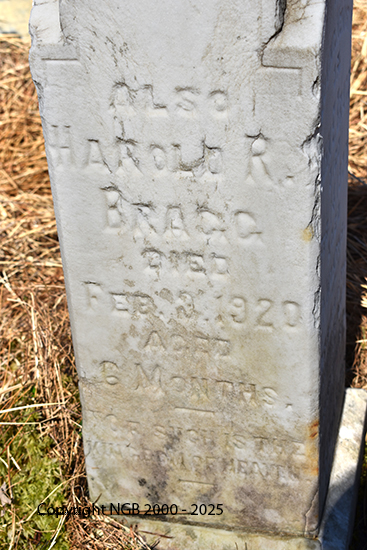 ALSO
HAROLD R.
BRAGG
DIED
FEB. 3. 1920
AGED
6 MONTHS.
OF SUCH IS THE
KINGDOM OF HEAVEN
Copyright NGB 2000 - 2025